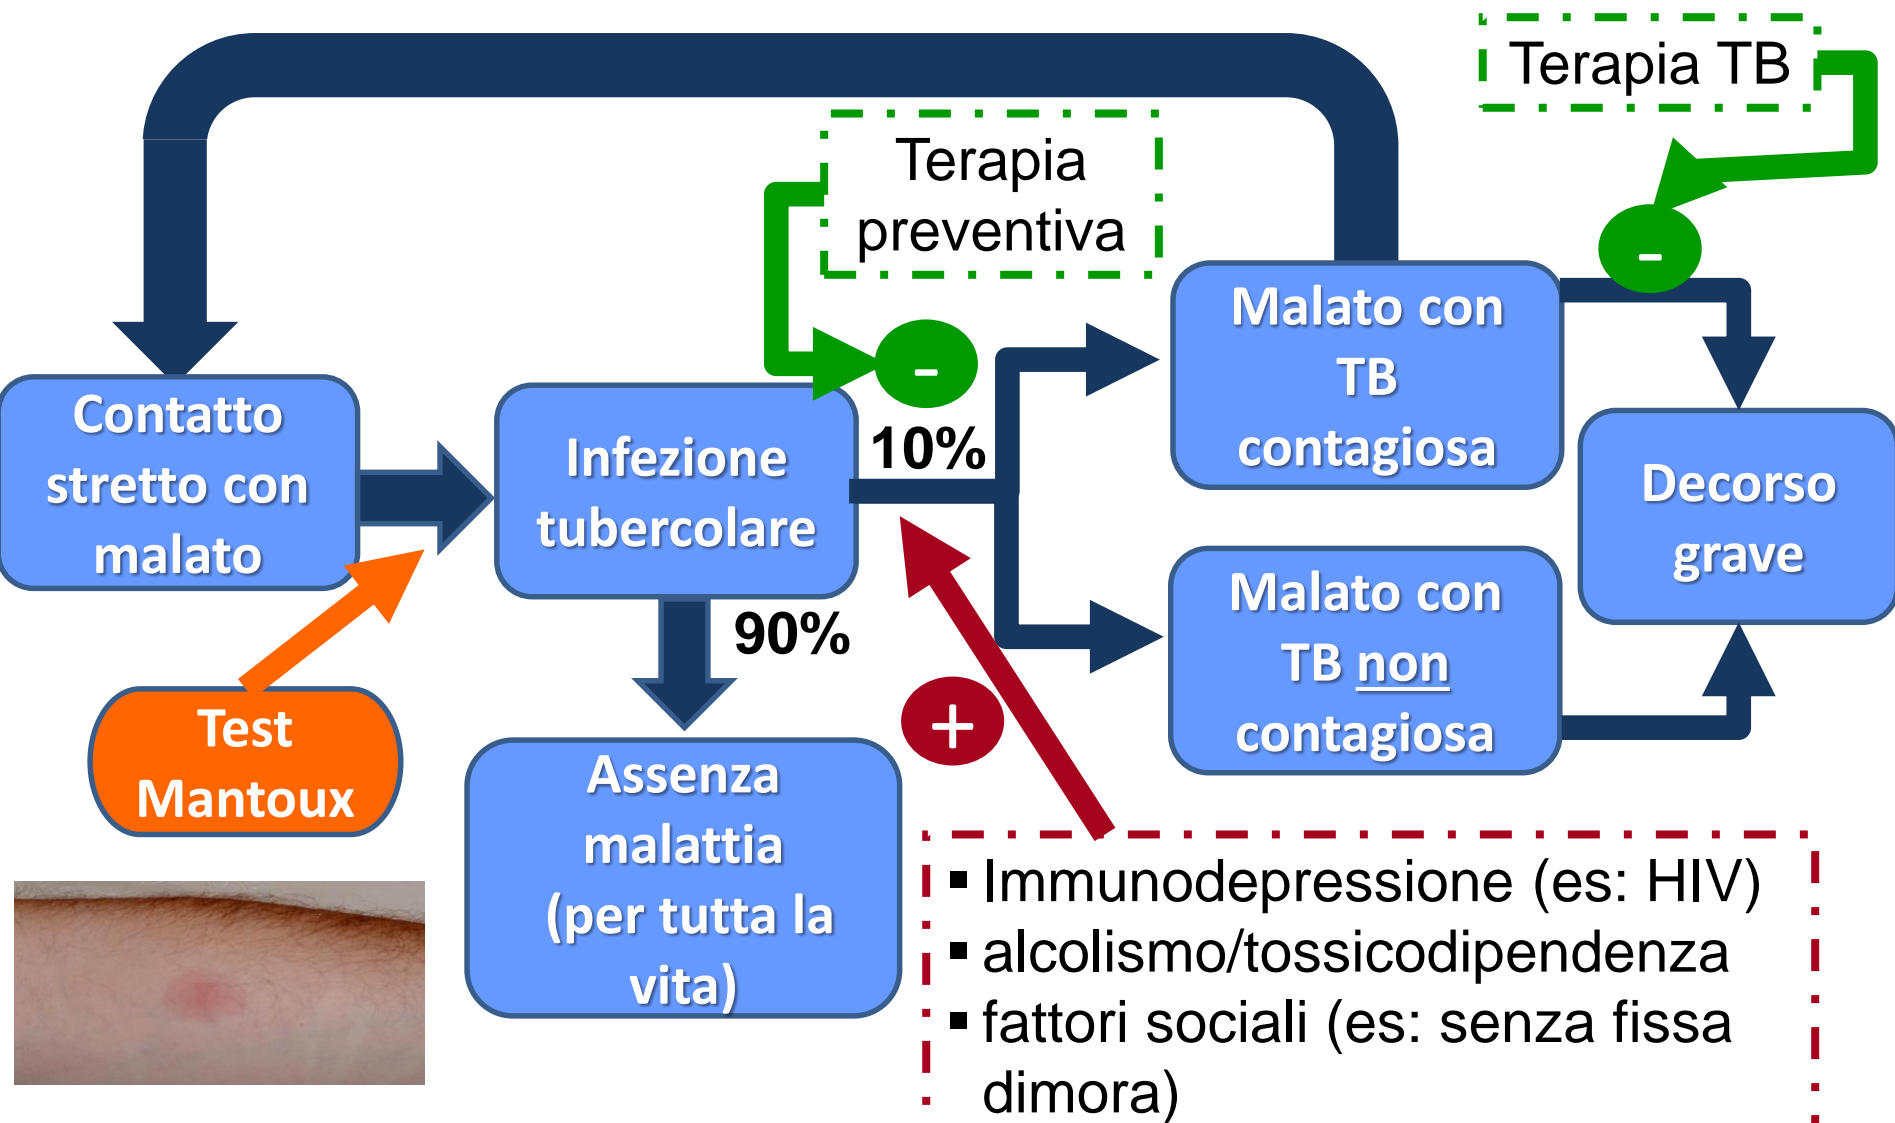 Terapia TB
Terapia
preventiva
-
-
Malato con
TB
contagiosa
Contatto
stretto con
malato
Infezione
tubercolare
10%
Decorso
grave
90%
Malato con
TB non
contagiosa
+
Test
Mantoux
Assenza
malattia
(per tutta la
vita)
▪ Immunodepressione (es: HIV)
▪ alcolismo/tossicodipendenza
▪ fattori sociali (es: senza fissa
dimora)